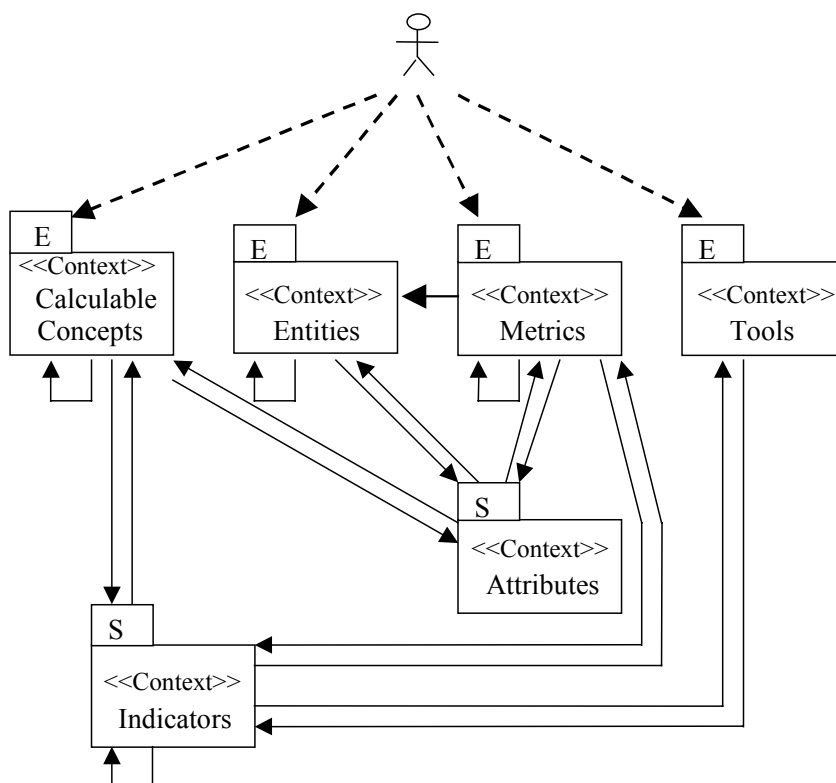 E
<<Context>>
Calculable
Concepts
E
<<Context>>
Entities
E
<<Context>>
Metrics
E
<<Context>>
Tools
S
<<Context>>
Attributes
S
<<Context>>
Indicators